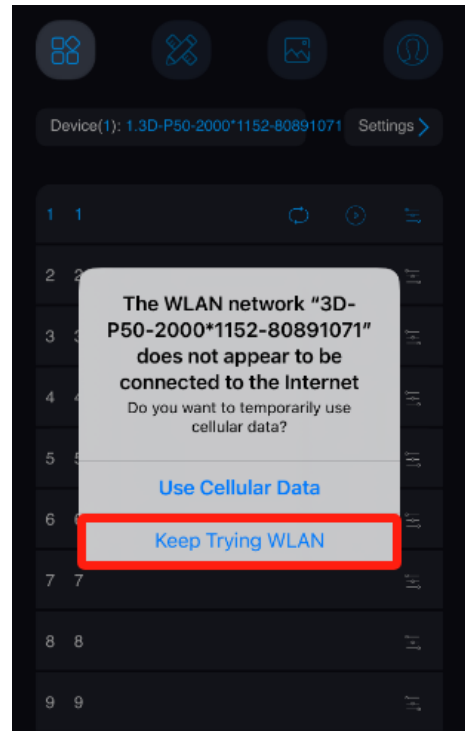 Device(1): 1.3D-P50-2000*1152-80891071 Settings
1 1
2 2
3
4
5
6
7 7
8 8
9 9
The WLAN network “3D-
P50-2000*1152-80891071”
does not appear to be
connected to the Internet
Do you want to temporarily use
cellular data?
Use Cellular Data
Keep Trying WLAN